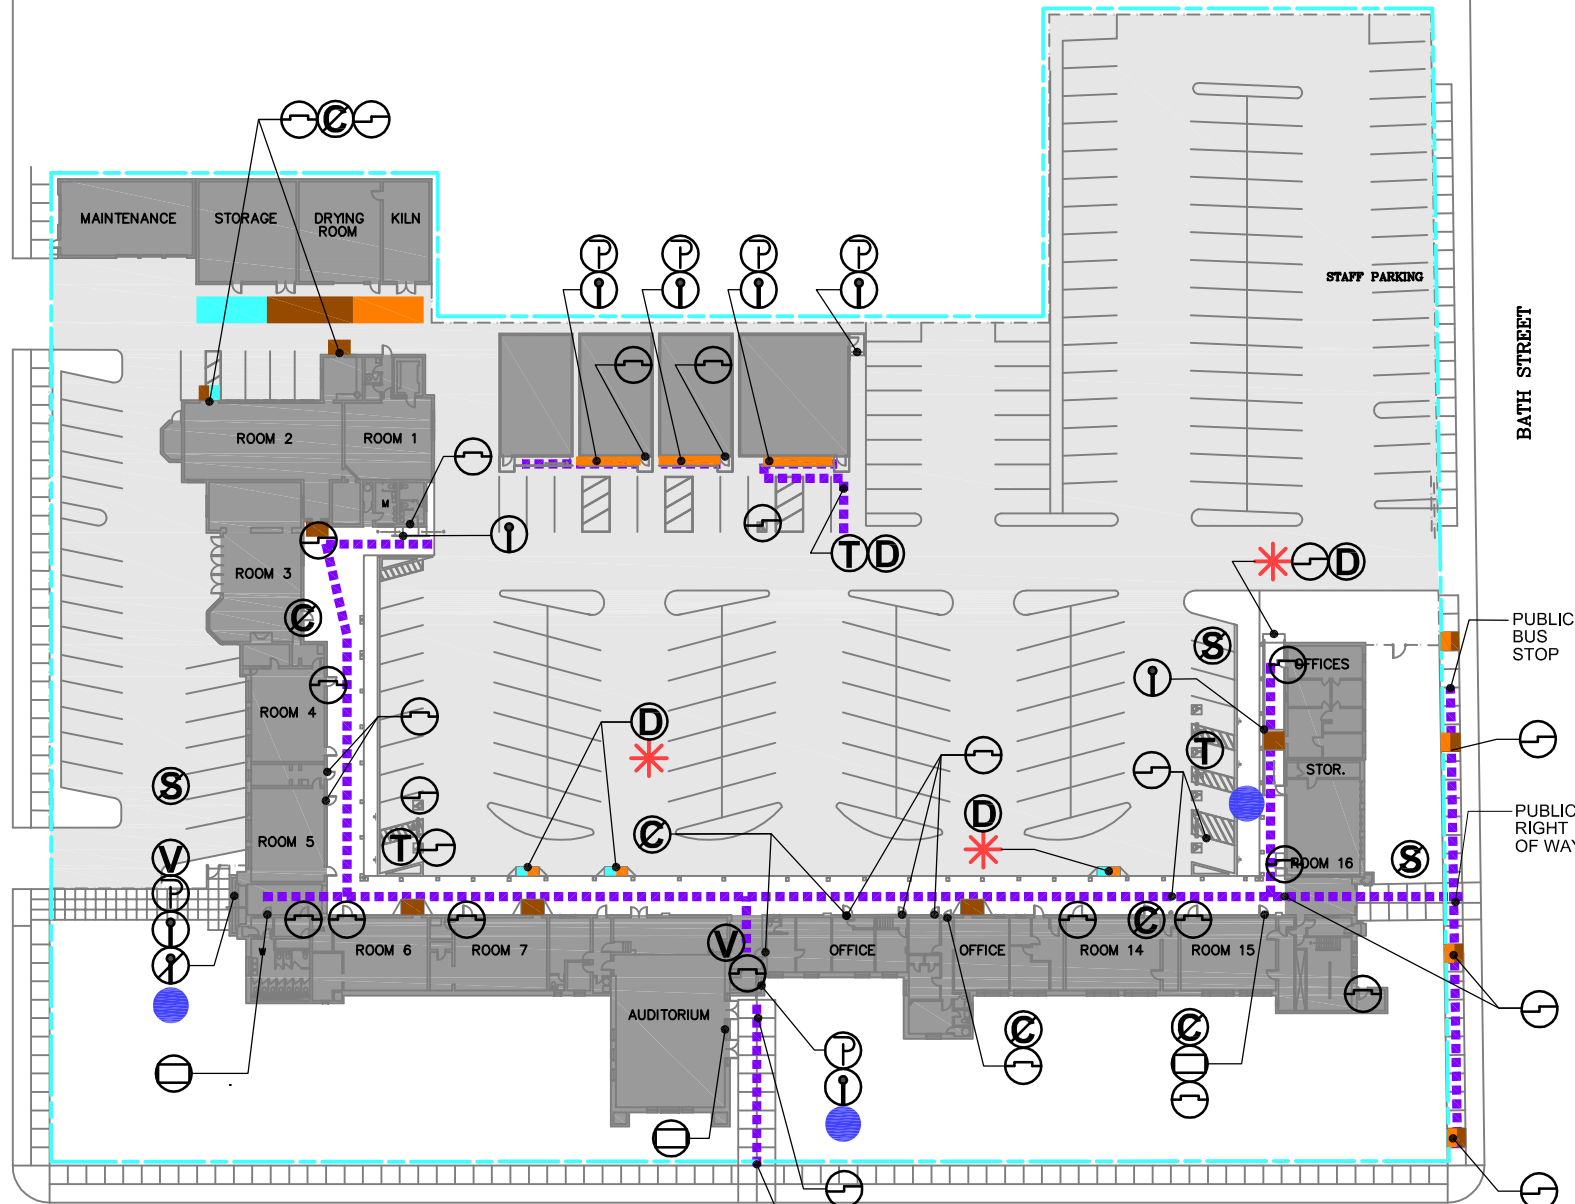 C
MAINTENANCE
STORAGE
DRYING
ROOM
KILN
P
P
P
P
STAFF PARKING
BATH STREET
ROOM 2
ROOM 1
M
T
D
D
ROOM 3
C
PUBLIC
BUS
STOP
S
OFFICES
ROOM 4
D
T
STOR.
S
D
C
PUBLIC
RIGHT
OF WAY
ROOM 5
T
V
P
S
ROOM 16
ROOM 6
ROOM 7
V
OFFICE
OFFICE
C
ROOM 14
ROOM 15
AUDITORIUM
C
C
P